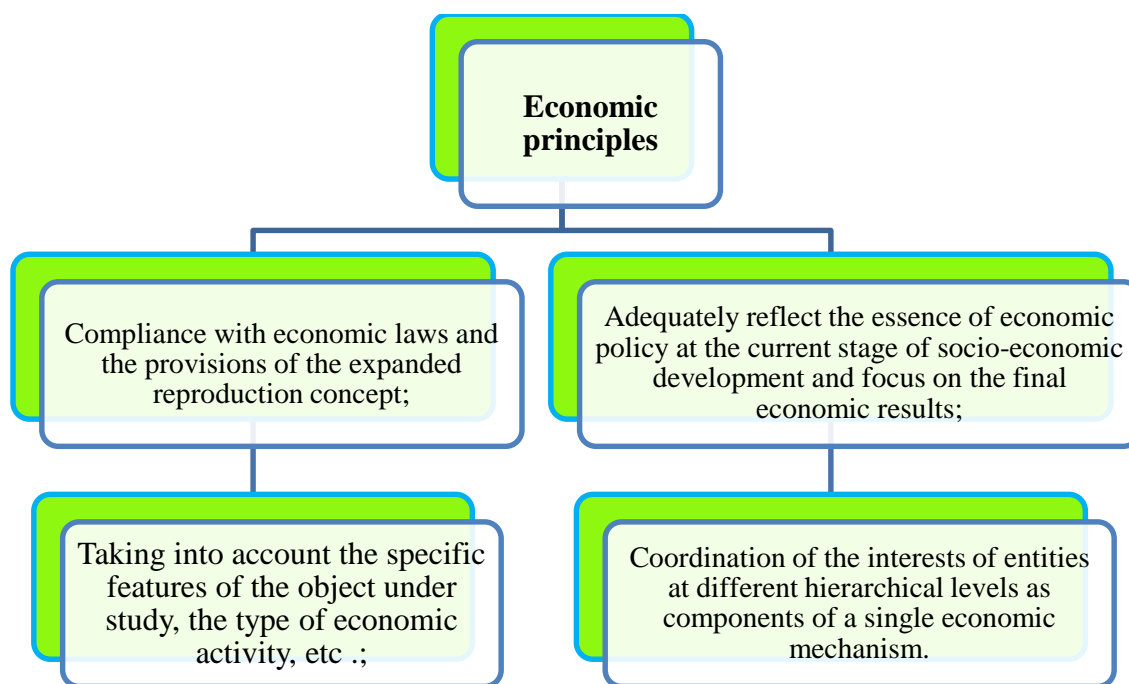 Economic
principles
Compliance with economic laws and
the provisions of the expanded
reproduction concept;
Adequately reflect the essence of economic
policy at the current stage of socio-economic
development and focus on the final
economic results;
Taking into account the specific
features of the object under
study, the type of economic
activity, etc .;
Coordination of the interests of entities
at different hierarchical levels as
components of a single economic
mechanism.